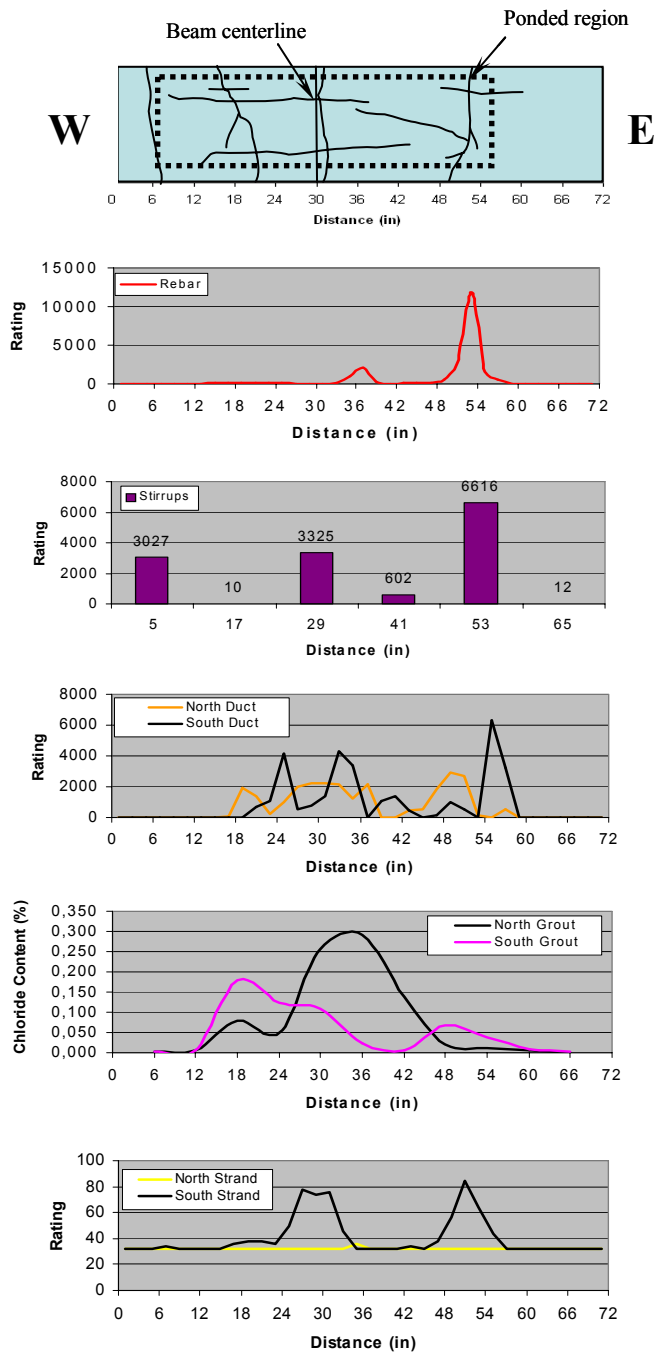 Beam centerline
Ponded region
W
E
0 6 12 18 24 30 36 42 48 54 60 66 72
Distance (in)
15000
10000
5000
0
Rating
Rebar
0 6 12 18 24 30 36 42 48 54 60 66 72
Distance (in)
8000
6000
4000
2000
0
Rating
Stirrups
3027
10
3325
602
6616
12
5 17 29 41 53 65
Distance (in)
8000
6000
4000
2000
0
Rating
North Duct
South Duct
0 6 12 18 24 30 36 42 48 54 60 66 72
Distance (in)
0,350
0,300
0,250
0,200
0,150
0,100
0,050
0,000
Chloride Content (%)
North Grout
South Grout
0 6 12 18 24 30 36 42 48 54 60 66 72
Distance (in)
100
80
60
40
20
0
Rating
North Strand
South Strand
0 6 12 18 24 30 36 42 48 54 60 66 72
Distance (in)